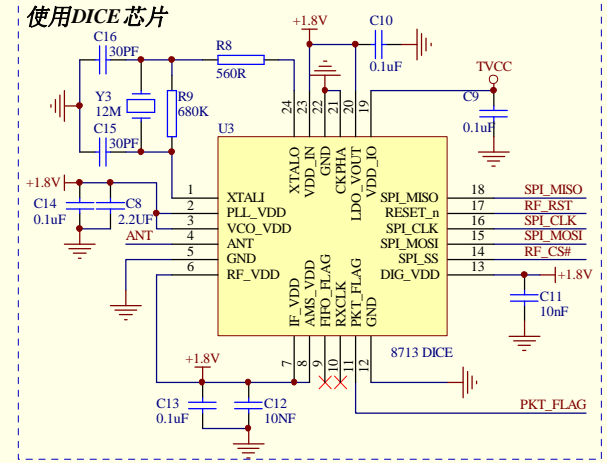 使用DICE芯片
C16
30PF
Y3
12M
C15
30PF
R9
680K
R8
560R
+1.8V
C10
0.1uF
TVCC
C9
0.1uF
24
23
22
21
20
19
U3
XTALO
VDD_IN
GND
CKPHA
LDO_VOUT
VDD_IO
+1.8V
C14
0.1uF
C8
2.2UF
ANT
1
2
3
4
5
6
XTALI
PLL_VDD
VCO_VDD
ANT
GND
RF_VDD
SPI_MISO
RESET_n
SPI_CLK
SPI_MOSI
SPI_SS
DIG_VDD
18
17
16
15
14
13
SPI_MISO
RF_RST
SPI_CLK
SPI_MOSI
RF_CS#
+1.8V
C11
10nF
IF_VDD
AMS_VDD
FIFO_FLAG
RXCLK
PKT_FLAG
GND
7
8
9
10
11
12
8713 DICE
+1.8V
C13
0.1uF
C12
10NF
PKT_FLAG